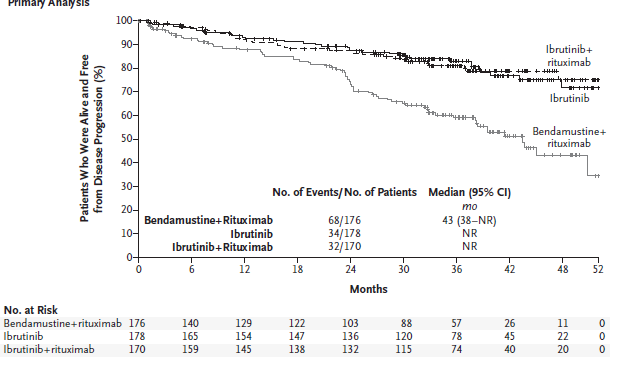 Primary Analysis
100
90
80
70
60
50
40
30
20
10
0
Patients Who Were Alive and Free
from Disease Progression (%)
Ibrutinib+
rituximab
Ibrutinib
Bendamustine+
rituximab
No. of Events/No. of Patients Median (95% CI)
mo
Bendamustine+Rituximab 68/176 43 (38–NR)
Ibrutinib 34/178 NR
Ibrutinib+Rituximab 32/170 NR
0 6 12 18 24 30 36 42 48 52
Months
No. at Risk
Bendamustine+rituximab 176 140 129 122 103 88 57 26 11 0
Ibrutinib 178 165 154 147 136 120 78 45 22 0
Ibrutinib+rituximab 170 159 145 138 132 115 74 40 20 0